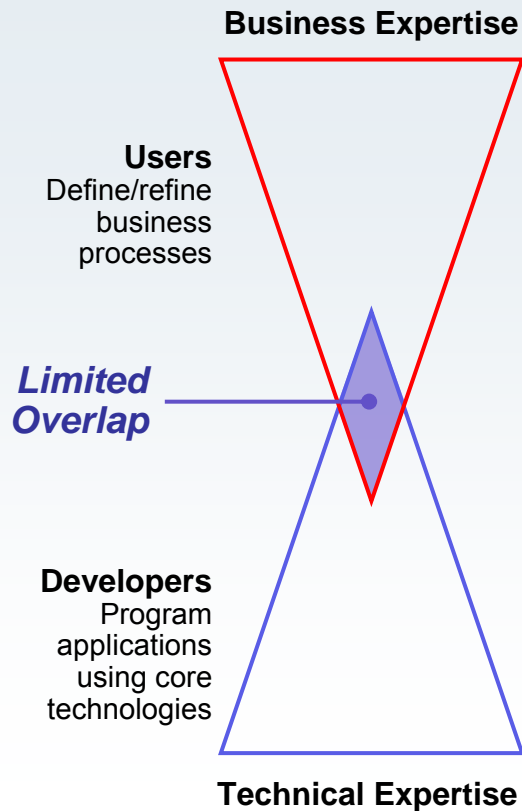 Business Expertise
Users
Define/refine
business
processes
Limited
Overlap
Developers
Program
applications
using core
technologies
Technical Expertise